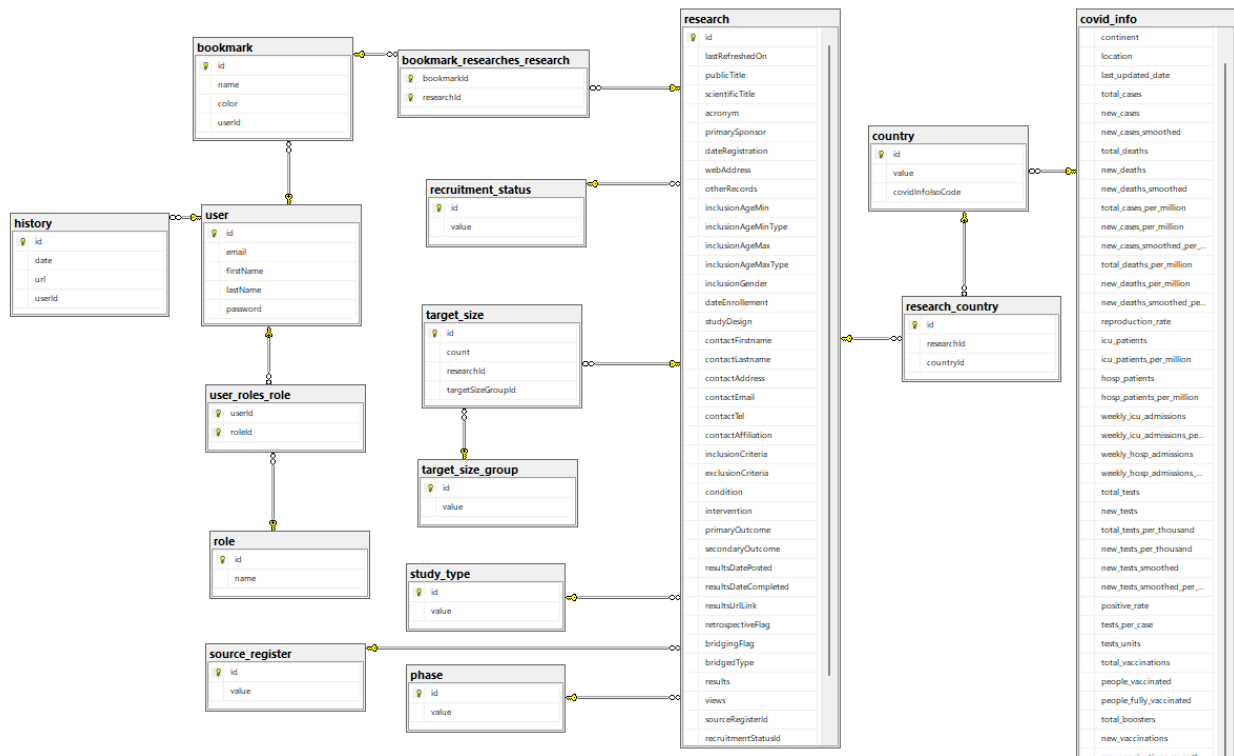 bookmark
id
name
color
userId
bookmark_researches_research
bookmarkId
researchId
history
id
date
url
userId
user
id
email
firstName
lastName
password
user_roles_role
userId
roleId
role
id
name
recruitment_status
id
value
target_size
id
count
researchId
targetSizeGroupId
target_size_group
id
value
study_type
id
value
source_register
id
value
phase
id
value
research
id
lastRefreshedOn
publicTitle
scientificTitle
acronym
primarySponsor
dateRegistration
webAddress
otherRecords
inclusionAgeMin
inclusionAgeMinType
inclusionAgeMax
inclusionAgeMaxType
inclusionGender
dateEnrollement
studyDesign
contactFirstname
contactLastname
contactAddress
contactEmail
contactTel
contactAffiliation
inclusionCriteria
exclusionCriteria
condition
intervention
primaryOutcome
secondaryOutcome
resultsDatePosted
resultsDateCompleted
resultsUrlLink
retrospectiveFlag
bridgingFlag
bridgedType
results
views
sourceRegisterId
recruitmentStatusId
country
id
value
covidInfoIsoCode
research_country
id
researchId
countryId
covid_info
continent
location
last_updated_date
total_cases
new_cases
new_cases_smoothed
total_deaths
new_deaths
new_deaths_smoothed
total_cases_per_million
new_cases_per_million
new_cases_smoothed_per_...
total_deaths_per_million
new_deaths_per_million
new_deaths_smoothed_pe...
reproduction_rate
icu_patients
icu_patients_per_million
hosp_patients
hosp_patients_per_million
weekly_icu_admissions
weekly_icu_admissions_pe...
weekly_hosp_admissions
weekly_hosp_admissions_...
total_tests
new_tests
total_tests_per_thousand
new_tests_per_thousand
new_tests_smoothed
new_tests_smoothed_per_...
positive_rate
tests_per_case
tests_units
total_vaccinations
people_vaccinated
people_fully_vaccinated
total_boosters
new_vaccinations